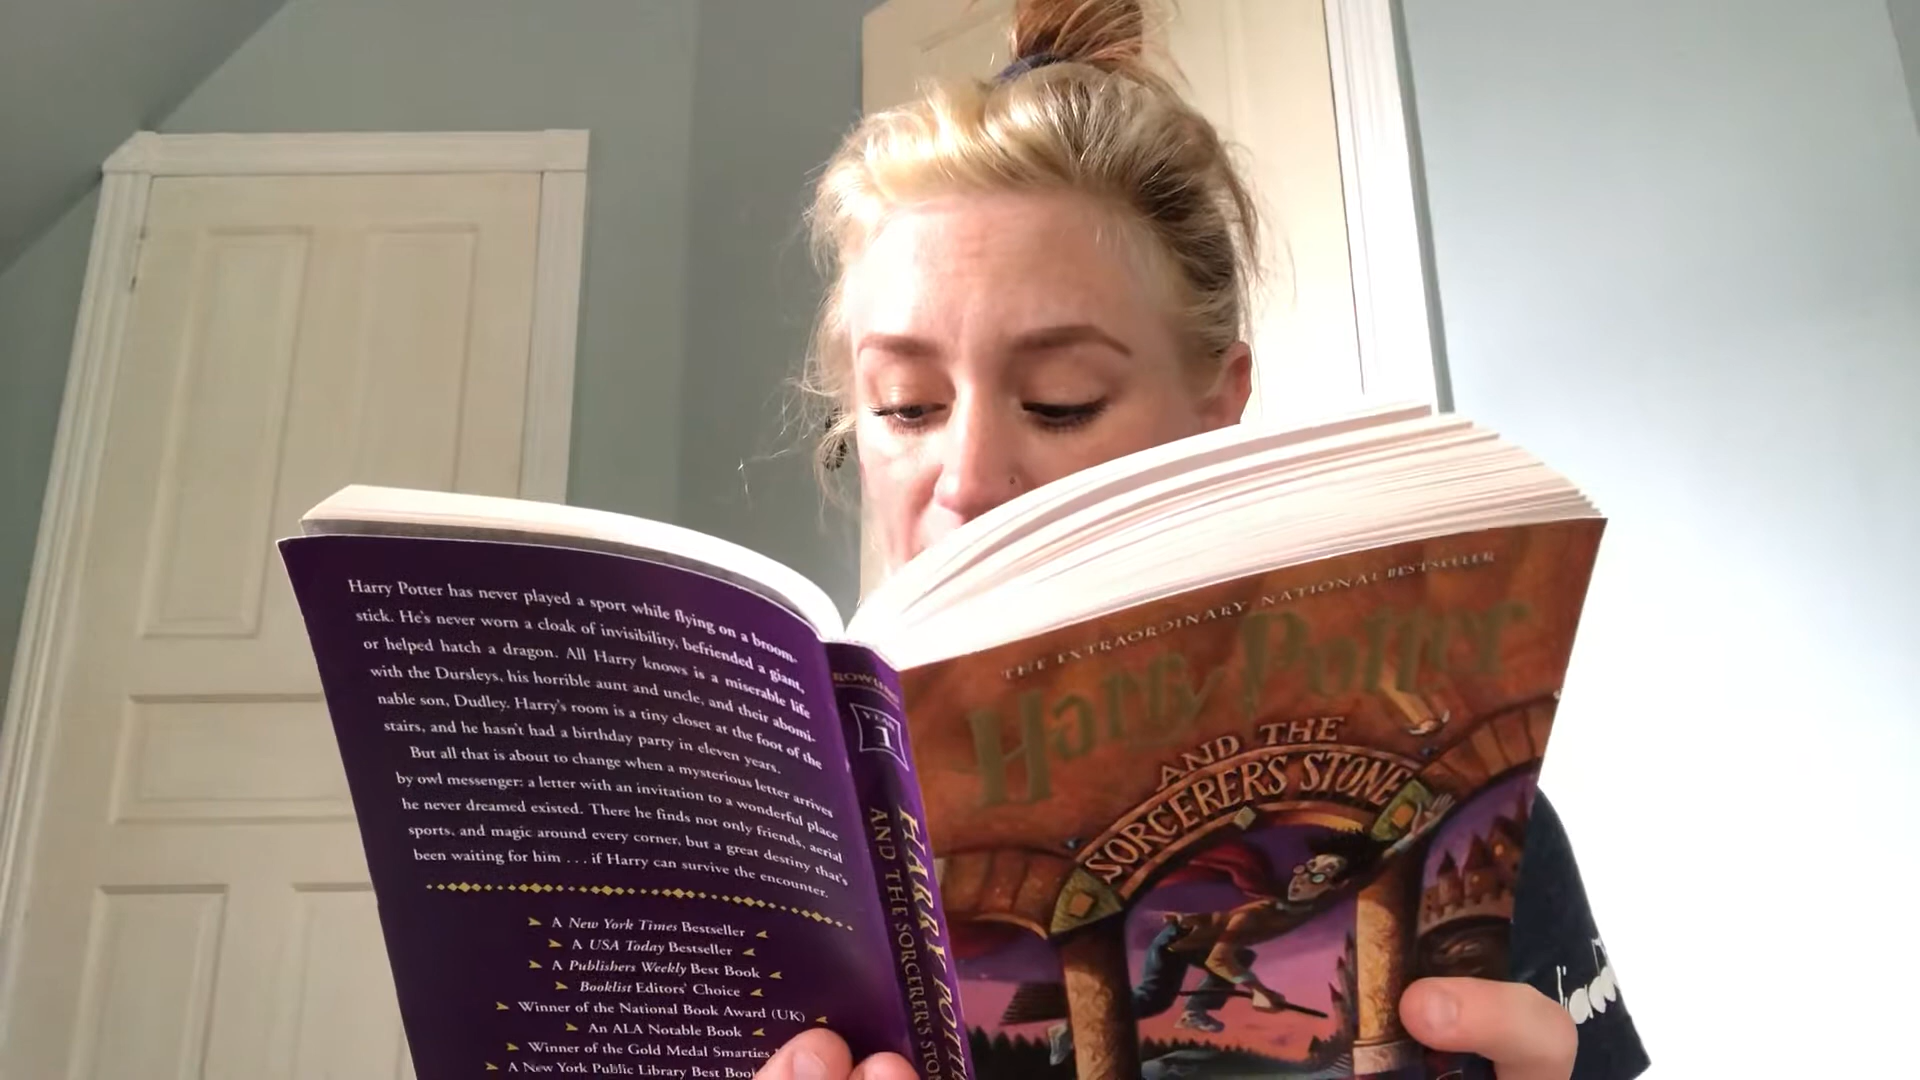 Harry Potter has never played a sport while flying on a broom-
stick. He's never worn a cloak of invisibility, befriended a giant,
or helped hatch a dragon. All Harry knows is a miserable life
with the Dursleys, his horrible aunt and uncle, and their abomi-
nable son, Dudley. Harry's room is a tiny closet at the foot of the
stairs, and he hasn't had a birthday party in eleven years.
But all that is about to change when a mysterious letter arrives
by owl messenger: a letter with an invitation to a wonderful place
he never dreamed existed. There he finds not only friends, aerial
sports, and magic around every corner, but a great destiny that's
been waiting for him . . . if Harry can survive the encounter.
A New York Times Bestseller
A USA Today Bestseller
A Publishers Weekly Best Book
Booklist Editors' Choice
Winner of the National Book Award (UK)
An ALA Notable Book
Winner of the Gold Medal Smarties
A New York Public Library Best Boo
YEAR
1
HARRY
AND THE SORCERER'S
THE EXTRAORDINARY NATIONAL BESTSELLER
Harry Potter
AND THE
SORCERER'S STONE